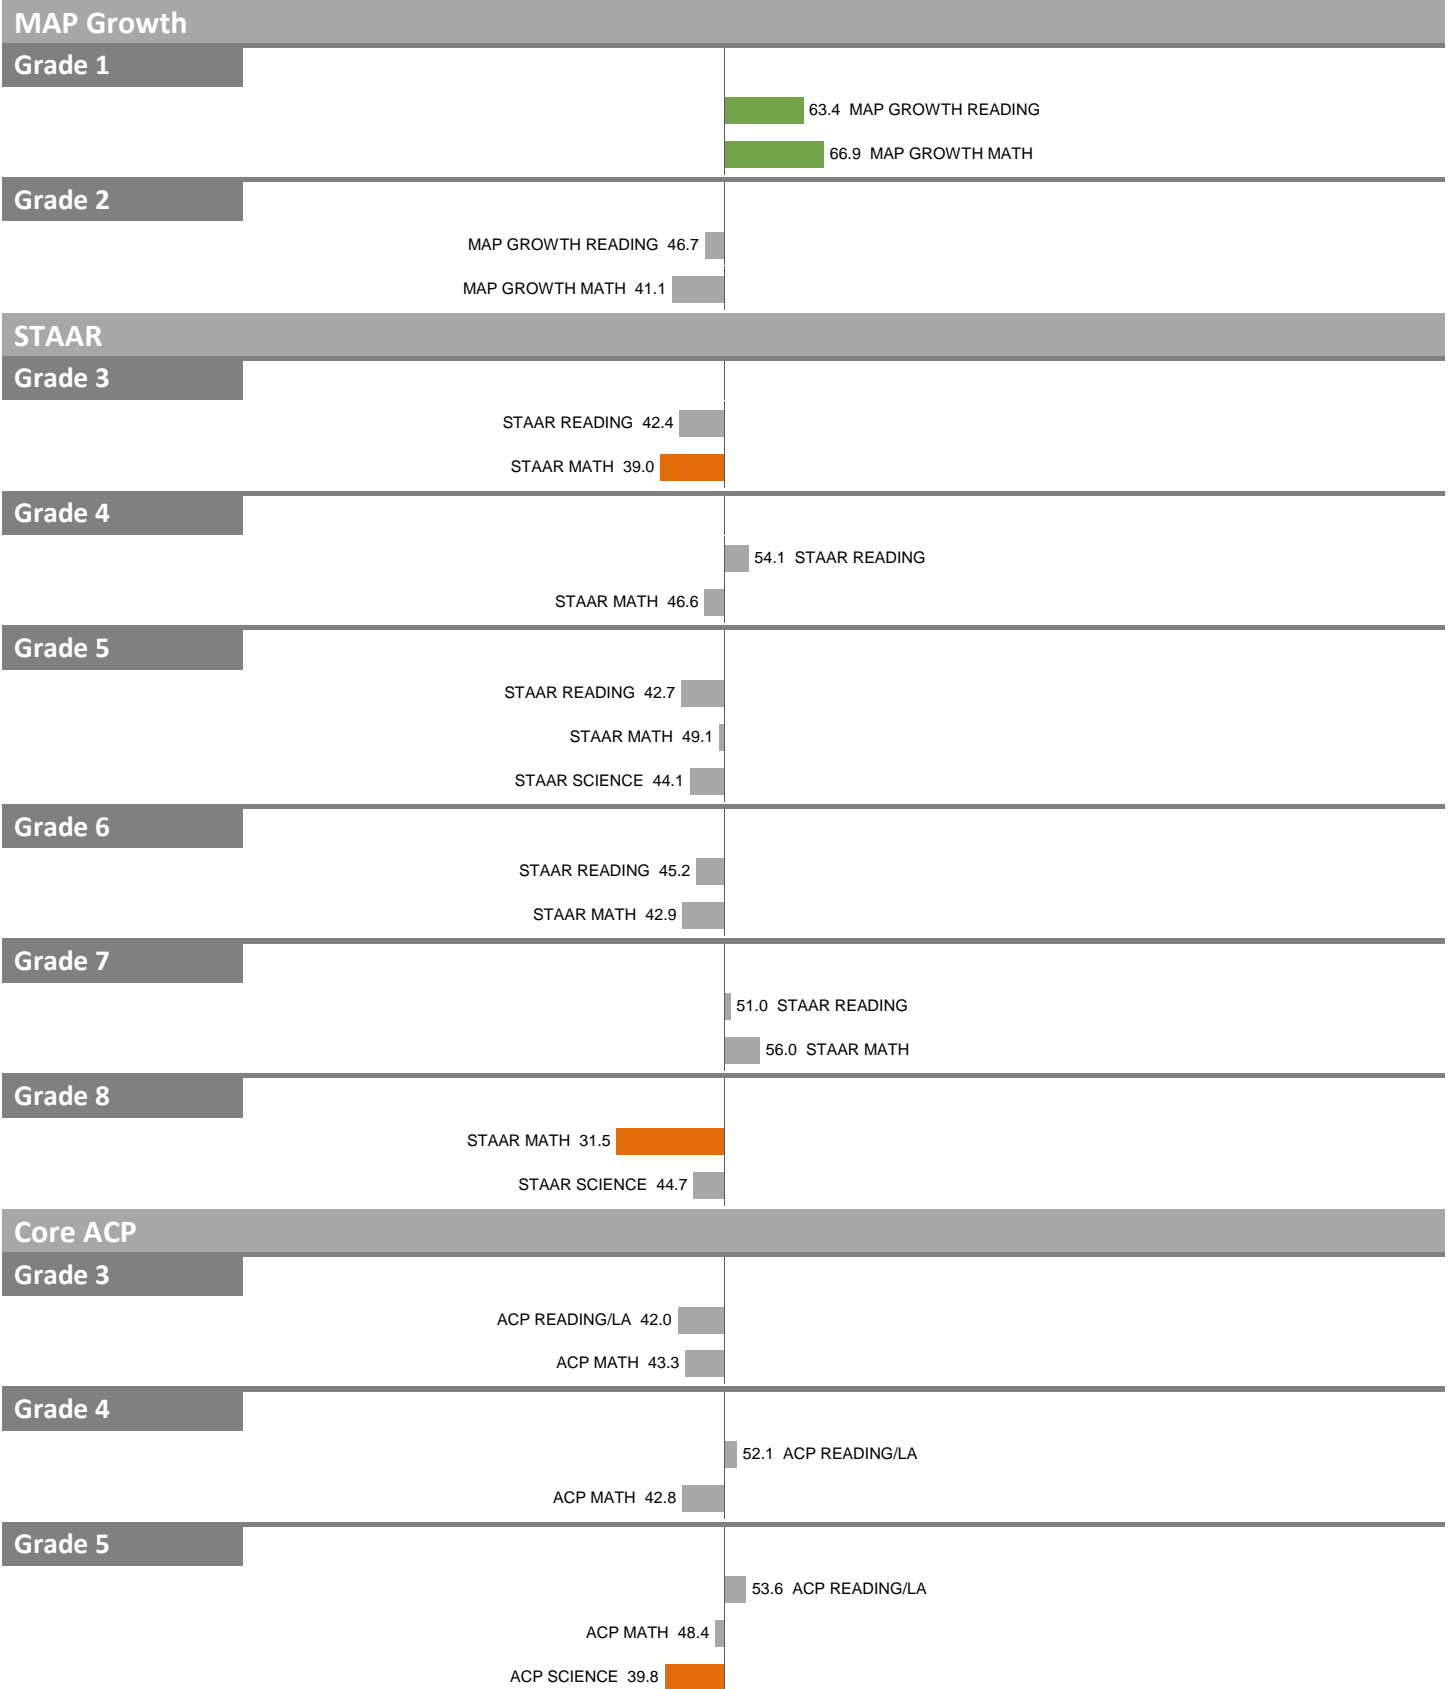 MAP Growth
Grade 1
63.4 MAP GROWTH READING
66.9 MAP GROWTH MATH
Grade 2
MAP GROWTH READING 46.7
MAP GROWTH MATH 41.1
STAAR
Grade 3
STAAR READING 42.4
STAAR MATH 39.0
Grade 4
54.1 STAAR READING
STAAR MATH 46.6
Grade 5
STAAR READING 42.7
STAAR MATH 49.1
STAAR SCIENCE 44.1
Grade 6
STAAR READING 45.2
STAAR MATH 42.9
Grade 7
51.0 STAAR READING
56.0 STAAR MATH
Grade 8
STAAR MATH 31.5
STAAR SCIENCE 44.7
Core ACP
Grade 3
ACP READING/LA 42.0
ACP MATH 43.3
Grade 4
52.1 ACP READING/LA
ACP MATH 42.8
Grade 5
53.6 ACP READING/LA
ACP MATH 48.4
ACP SCIENCE 39.8